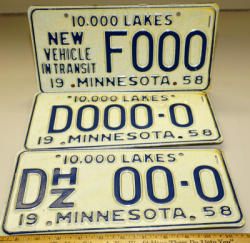 10.000 LAKES
NEW VEHICLE IN TRANSIT F000
19 . MINNESOTA . 58
10.000 LAKES
D000-0
19 . MINNESOTA . 58
10.000 LAKES
D H Z 00-0
19 . MINNESOTA . 58